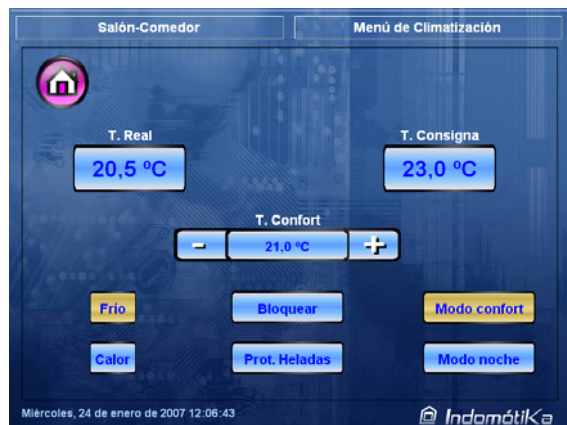 Salón-Comedor
Menú de Climatización
T. Real
T. Consigna
20,5 ºC
23,0 ºC
T. Confort
-
21,0 ºC
+
Frío
Bloquear
Modo confort
Calor
Prot. Heladas
Modo noche
Miércoles, 24 de enero de 2007 12:06:43
IndomótiKa